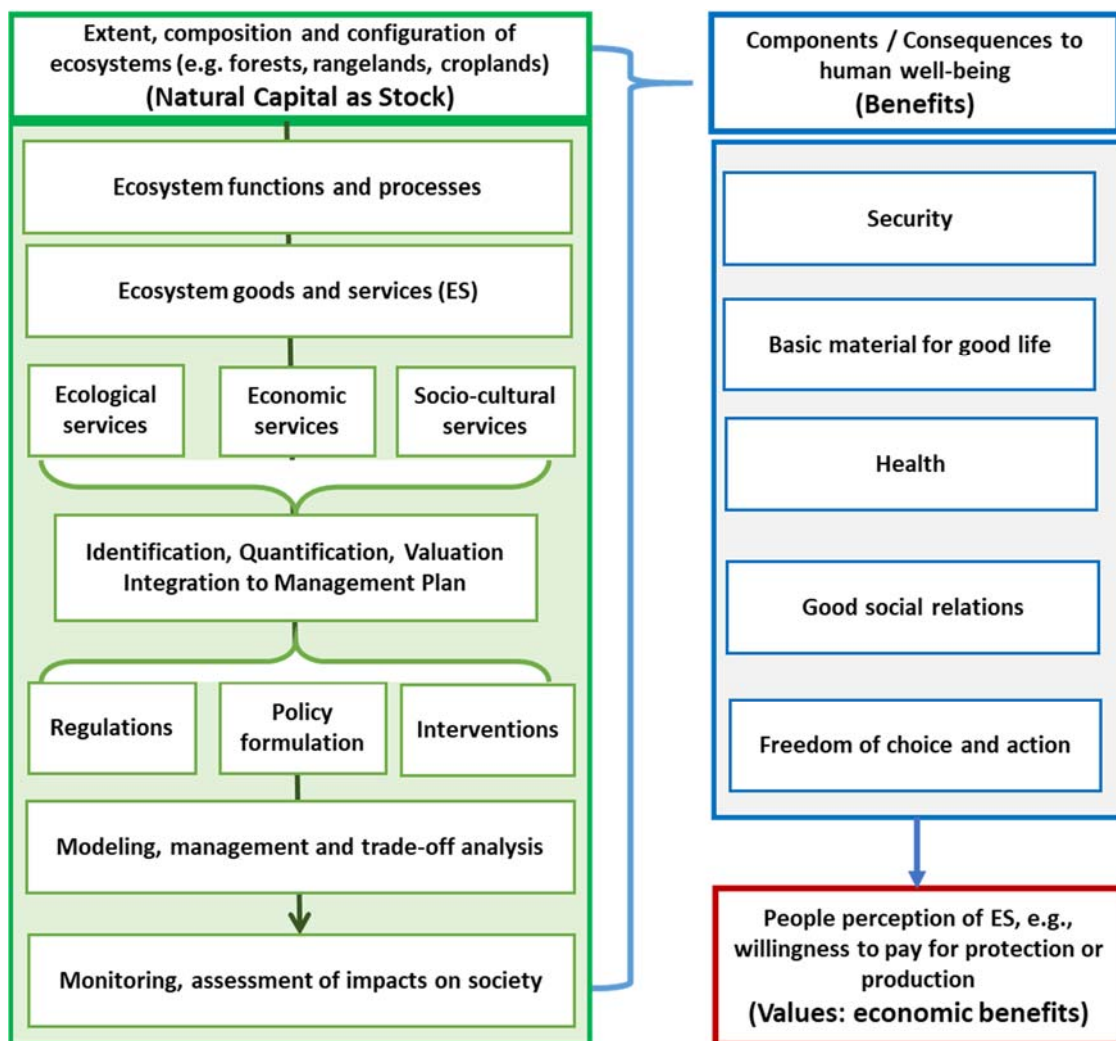 Extent, composition and configuration of
ecosystems (e.g. forests, rangelands, croplands)
(Natural Capital as Stock)
Ecosystem functions and processes
Ecosystem goods and services (ES)
Ecological
services
Economic
services
Socio-cultural
services
Identification, Quantification, Valuation
Integration to Management Plan
Regulations
Policy
formulation
Interventions
Modeling, management and trade-off analysis
Monitoring, assessment of impacts on society
Components / Consequences to
human well-being
(Benefits)
Security
Basic material for good life
Health
Good social relations
Freedom of choice and action
People perception of ES, e.g.,
willingness to pay for protection or
production
(Values: economic benefits)